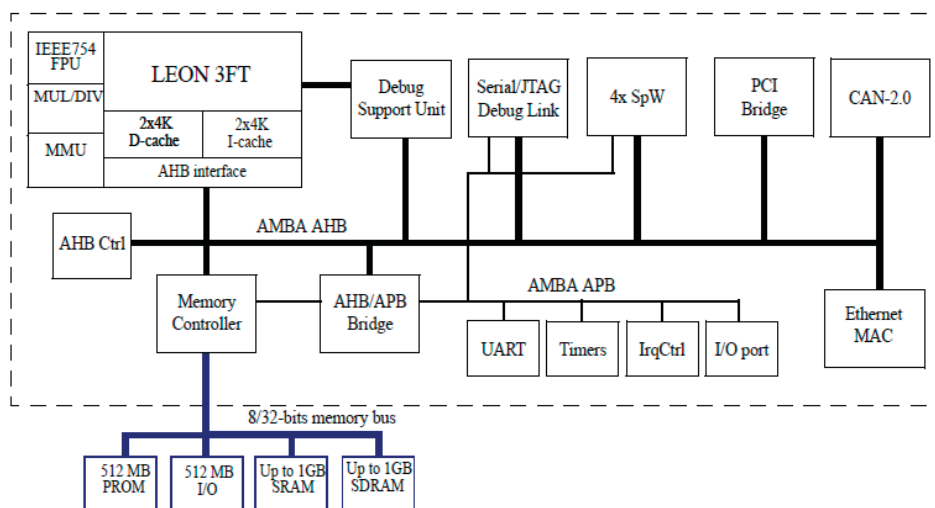 IEEE754
FPU
MUL/DIV
MMU
LEON 3FT
2x4K
D-cache
2x4K
I-cache
AHB interface
Debug
Support Unit
Serial/JTAG
Debug Link
4x SpW
PCI
Bridge
CAN-2.0
AMBA AHB
AHB Ctrl
Memory
Controller
AHB/APB
Bridge
AMBA APB
UART
Timers
IrqCtrl
I/O port
Ethernet
MAC
8/32-bits memory bus
512 MB
PROM
512 MB
I/O
Up to 1GB
SRAM
Up to 1GB
SDRAM